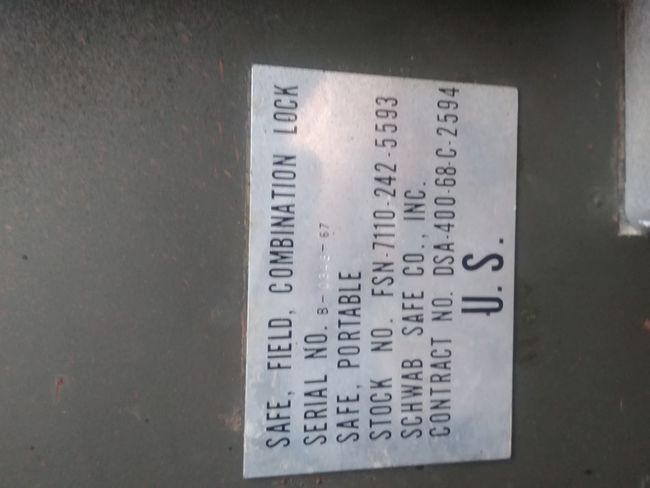 SAFE, FIELD, COMBINATION LOCK
SERIAL NO.
SAFE, PORTABLE
STOCK NO. FSN-7110-242-5593
SCHWAB SAFE CO., INC.
CONTRACT NO. DSA-400-68-C-2594
U.S.